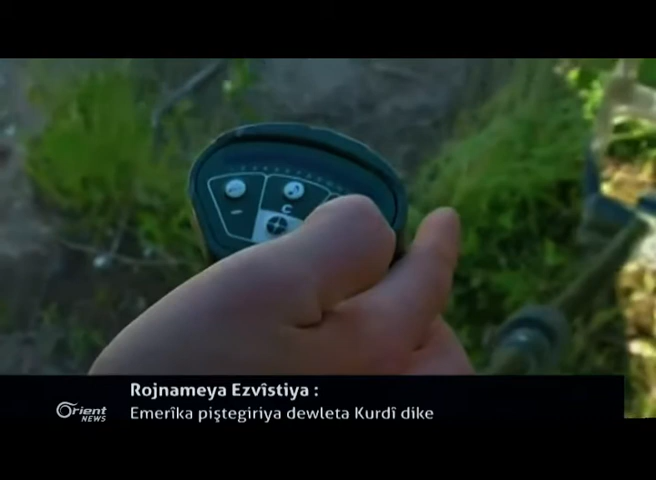 C
Rojnameya Ezvîstiya :
Orient
NEWS
Emerîka piştegiriya dewleta Kurdî dike